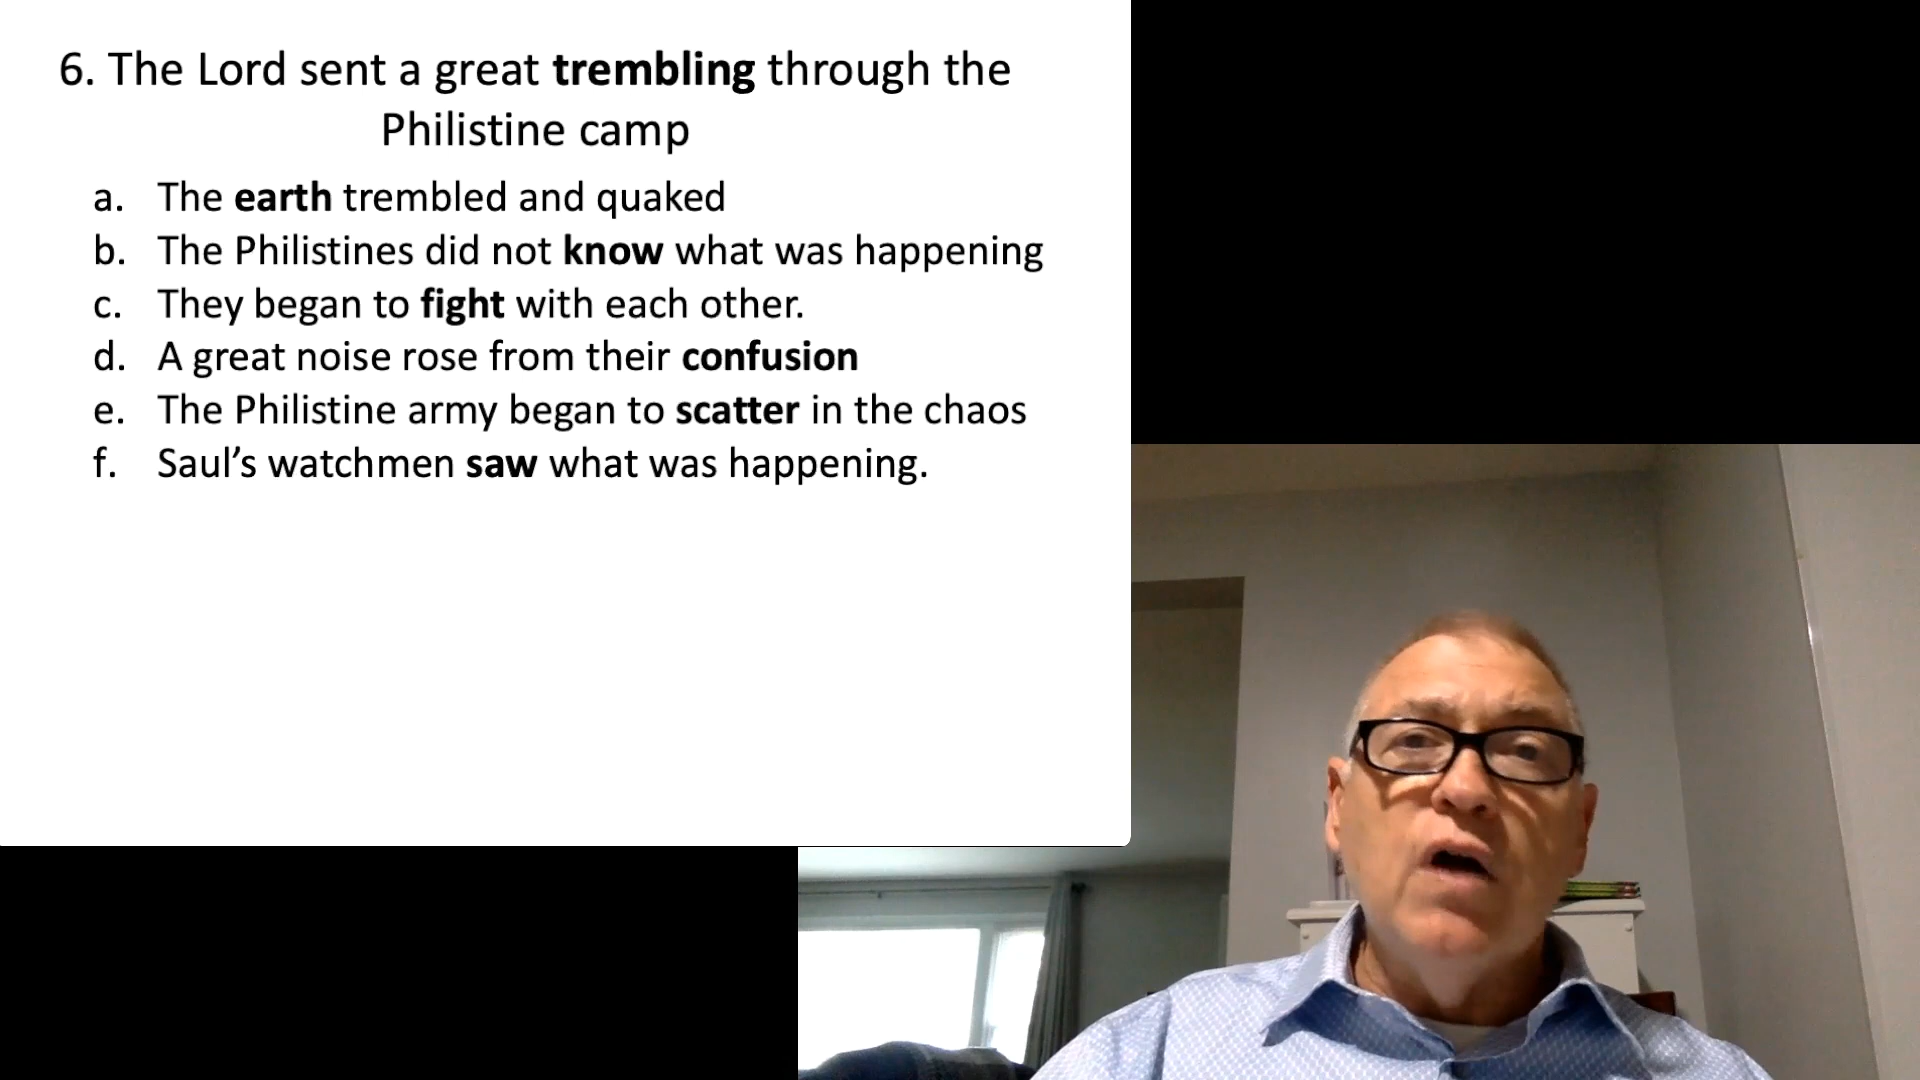 6. The Lord sent a great trembling through the
Philistine camp
a. The earth trembled and quaked
b. The Philistines did not know what was happening
c. They began to fight with each other.
d. A great noise rose from their confusion
e. The Philistine army began to scatter in the chaos
f. Saul’s watchmen saw what was happening.